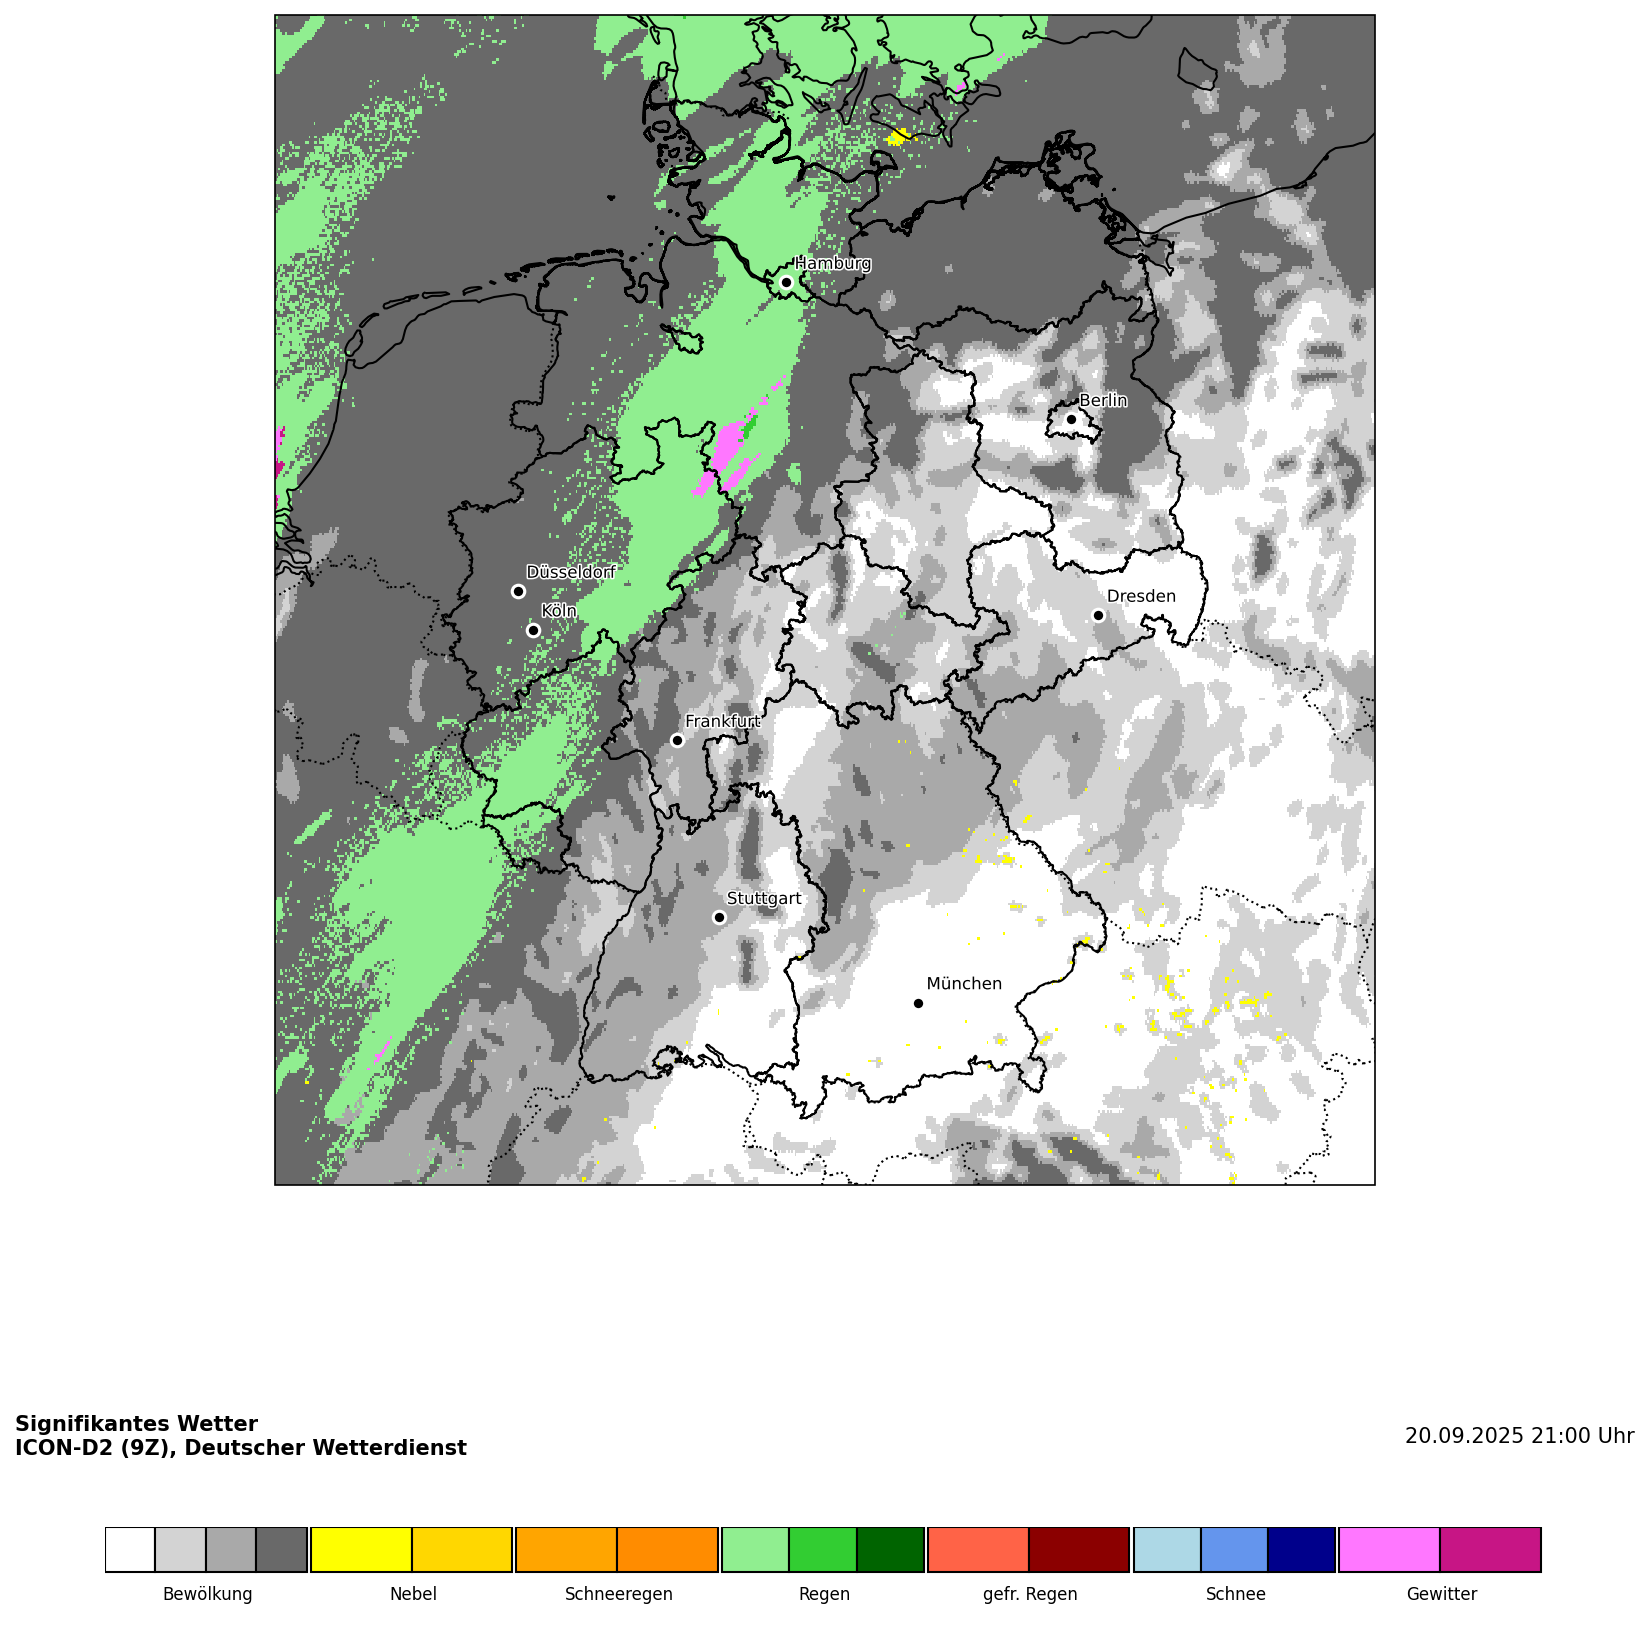 Hamburg
Berlin
Düsseldorf
Köln
Dresden
Frankfurt
Stuttgart
München
Signifikantes Wetter
ICON-D2 (9Z), Deutscher Wetterdienst
20.09.2025 21:00 Uhr
Bewölkung Nebel Schneeregen Regen gefr. Regen Schnee Gewitter